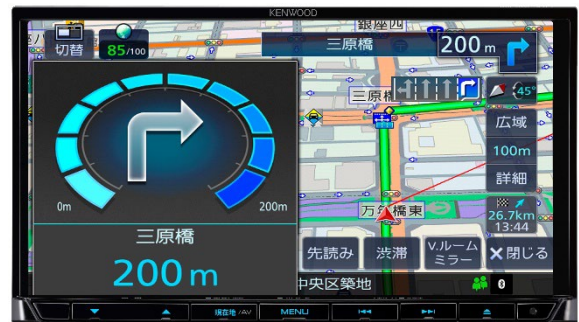 KENWOOD
銀座四
切替
85/100
三原橋
200 m
三原橋
45°
広域
100m
詳細
0m
200m
万年橋東
26.7km
13:44
三原橋
200 m
先読み
渋滞
V.ルーム
ミラー
×閉じる
中央区築地
0
現在地 /AV
MENU